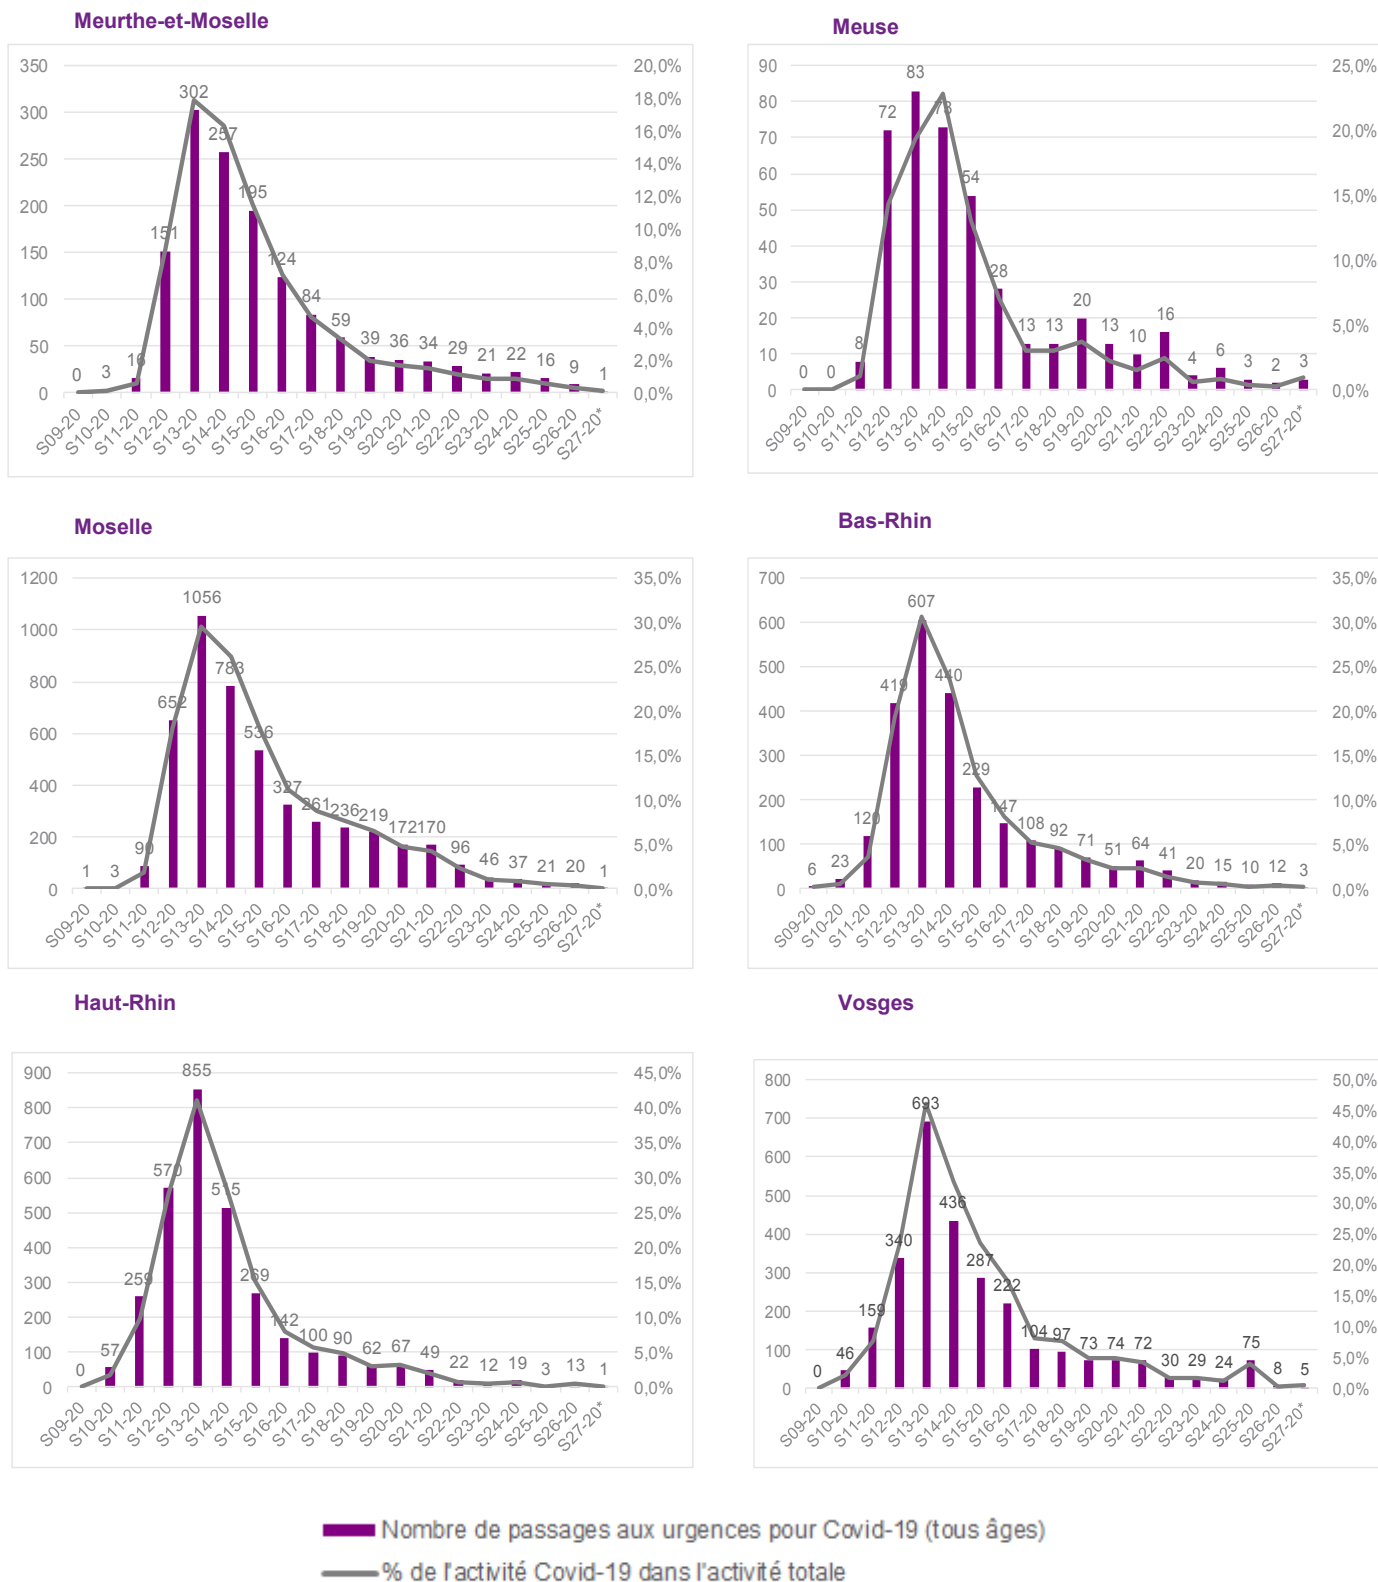 Meurthe-et-Moselle
350 300 250 200 150 100 50 0
20,0% 18,0% 16,0% 14,0% 12,0% 10,0% 8,0% 6,0% 4,0% 2,0% 0,0%
0 3 16 151 302 257 195 124 84 59 39 36 34 29 21 22 16 9 1
S09-20 S10-20 S11-20 S12-20 S13-20 S14-20 S15-20 S16-20 S17-20 S18-20 S19-20 S20-20 S21-20 S22-20 S23-20 S24-20 S25-20 S26-20 S27-20*
Meuse
90 80 70 60 50 40 30 20 10 0
25,0% 20,0% 15,0% 10,0% 5,0% 0,0%
0 0 8 72 83 73 54 28 13 13 20 13 10 16 4 6 3 2 3
S09-20 S10-20 S11-20 S12-20 S13-20 S14-20 S15-20 S16-20 S17-20 S18-20 S19-20 S20-20 S21-20 S22-20 S23-20 S24-20 S25-20 S26-20 S27-20*
Moselle
1200 1000 800 600 400 200 0
35,0% 30,0% 25,0% 20,0% 15,0% 10,0% 5,0% 0,0%
1 3 90 652 1056 783 536 327 261 236 219 172 170 96 46 37 21 20 1
S09-20 S10-20 S11-20 S12-20 S13-20 S14-20 S15-20 S16-20 S17-20 S18-20 S19-20 S20-20 S21-20 S22-20 S23-20 S24-20 S25-20 S26-20 S27-20*
Bas-Rhin
700 600 500 400 300 200 100 0
35,0% 30,0% 25,0% 20,0% 15,0% 10,0% 5,0% 0,0%
6 23 120 419 607 440 229 147 108 92 71 51 64 41 20 15 10 12 3
S09-20 S10-20 S11-20 S12-20 S13-20 S14-20 S15-20 S16-20 S17-20 S18-20 S19-20 S20-20 S21-20 S22-20 S23-20 S24-20 S25-20 S26-20 S27-20*
Haut-Rhin
900 800 700 600 500 400 300 200 100 0
45,0% 40,0% 35,0% 30,0% 25,0% 20,0% 15,0% 10,0% 5,0% 0,0%
0 57 259 570 855 515 269 142 100 90 62 67 49 22 12 19 3 13 1
S09-20 S10-20 S11-20 S12-20 S13-20 S14-20 S15-20 S16-20 S17-20 S18-20 S19-20 S20-20 S21-20 S22-20 S23-20 S24-20 S25-20 S26-20 S27-20*
Vosges
800 700 600 500 400 300 200 100 0
50,0% 45,0% 40,0% 35,0% 30,0% 25,0% 20,0% 15,0% 10,0% 5,0% 0,0%
0 46 159 340 693 436 287 222 104 97 73 74 72 30 29 24 75 8 5
S09-20 S10-20 S11-20 S12-20 S13-20 S14-20 S15-20 S16-20 S17-20 S18-20 S19-20 S20-20 S21-20 S22-20 S23-20 S24-20 S25-20 S26-20 S27-20*
Nombre de passages aux urgences pour Covid-19 (tous âges)
% de l'activité Covid-19 dans l'activité totale